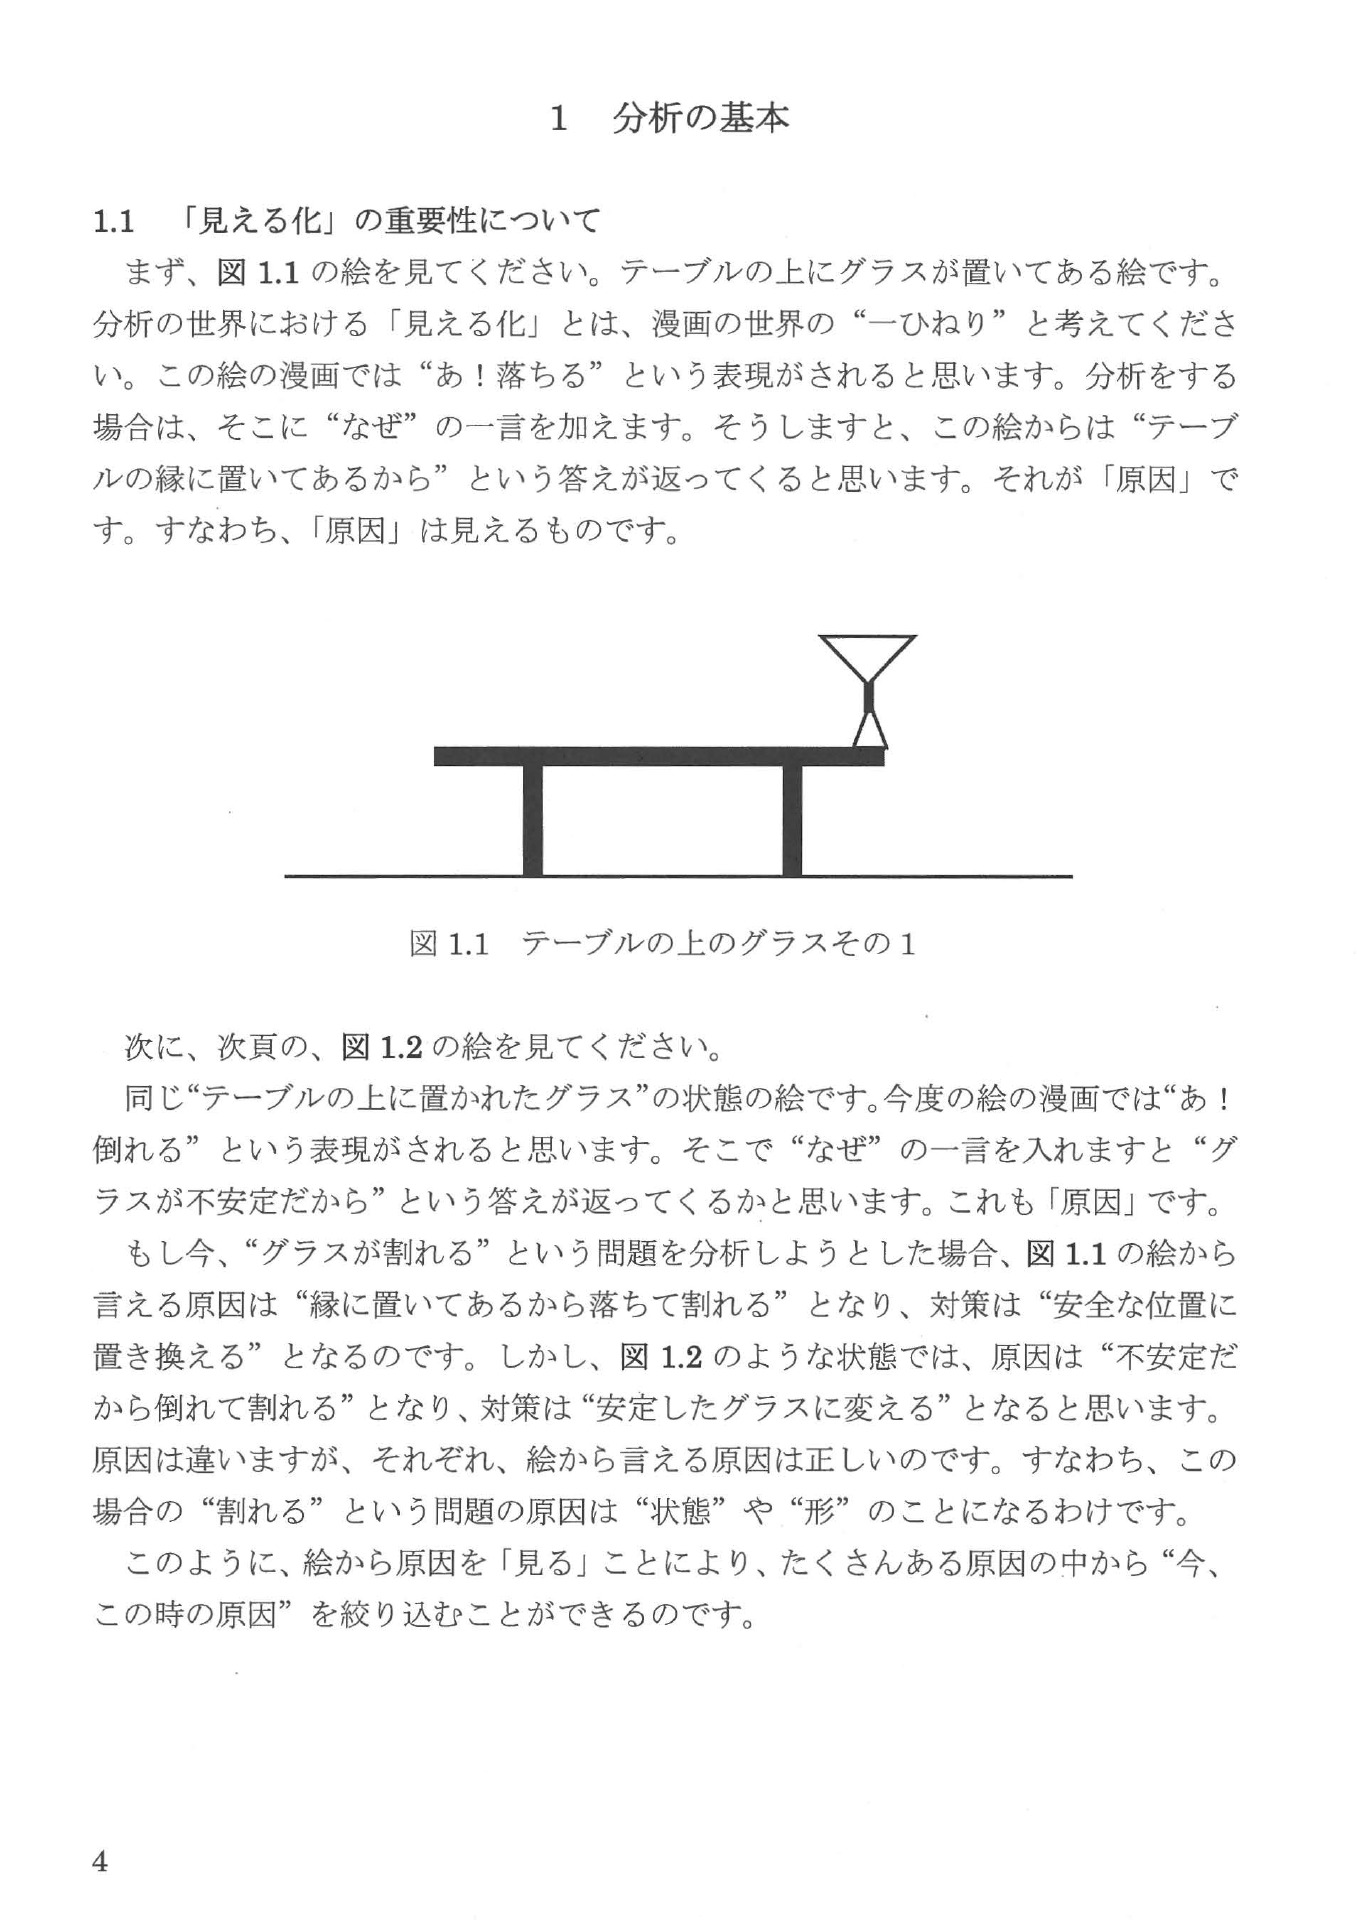 1　分析の基本
1.1　「見える化」の重要性について
　まず、図 1.1 の絵を見てください。テーブルの上にグラスが置いてある絵です。
分析の世界における「見える化」とは、漫画の世界の“一ひねり”と考えてくださ
い。この絵の漫画では“あ！落ちる”という表現がされると思います。分析をする
場合は、そこに“なぜ”の一言を加えます。そうしますと、この絵からは“テーブ
ルの縁に置いてあるから”という答えが返ってくると思います。それが「原因」で
す。すなわち、「原因」は見えるものです。
図 1.1　テーブルの上のグラスその 1
　次に、次頁の、図 1.2 の絵を見てください。
　同じ“テーブルの上に置かれたグラス”の状態の絵です。今度の絵の漫画では“あ！
倒れる”という表現がされると思います。そこで“なぜ”の一言を入れますと“グ
ラスが不安定だから”という答えが返ってくるかと思います。これも「原因」です。
　もし今、“グラスが割れる”という問題を分析しようとした場合、図 1.1 の絵から
言える原因は“縁に置いてあるから落ちて割れる”となり、対策は“安全な位置に
置き換える”となるのです。しかし、図 1.2 のような状態では、原因は“不安定だ
から倒れて割れる”となり、対策は“安定したグラスに変える”となると思います。
原因は違いますが、それぞれ、絵から言える原因は正しいのです。すなわち、この
場合の“割れる”という問題の原因は“状態”や“形”のことになるわけです。
　このように、絵から原因を「見る」ことにより、たくさんある原因の中から“今、
この時の原因”を絞り込むことができるのです。
4